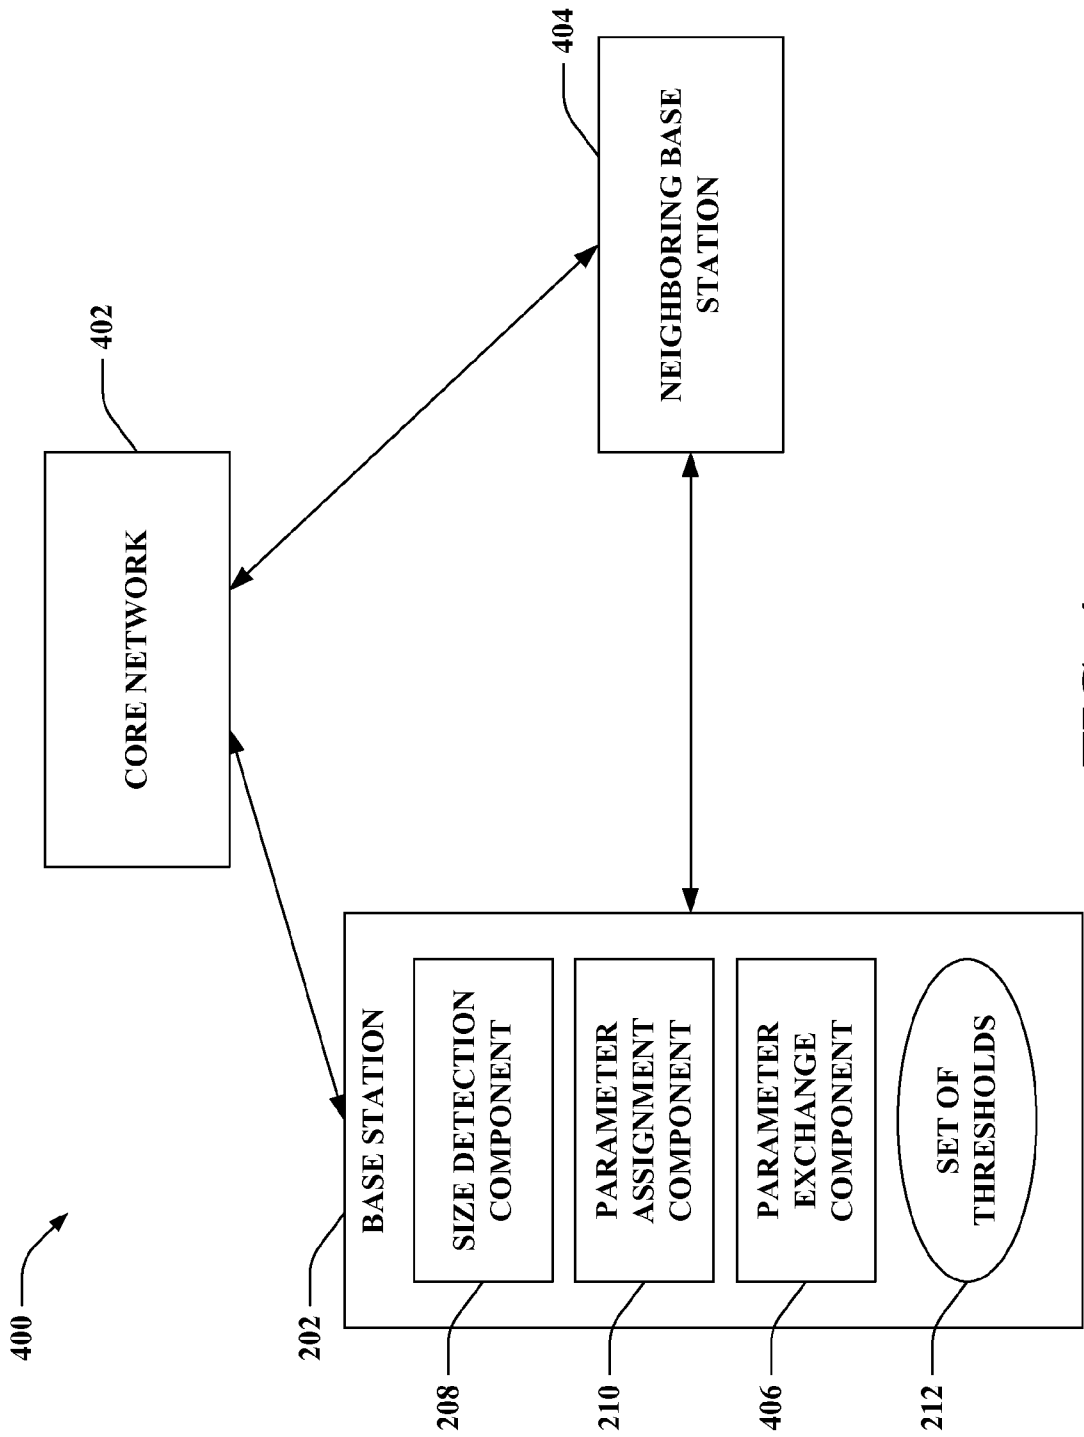 400
402
CORE NETWORK
404
NEIGHBORING BASE
STATION
202
BASE STATION
208
SIZE DETECTION
COMPONENT
210
PARAMETER
ASSIGNMENT
COMPONENT
406
PARAMETER
EXCHANGE
COMPONENT
212
SET OF
THRESHOLDS